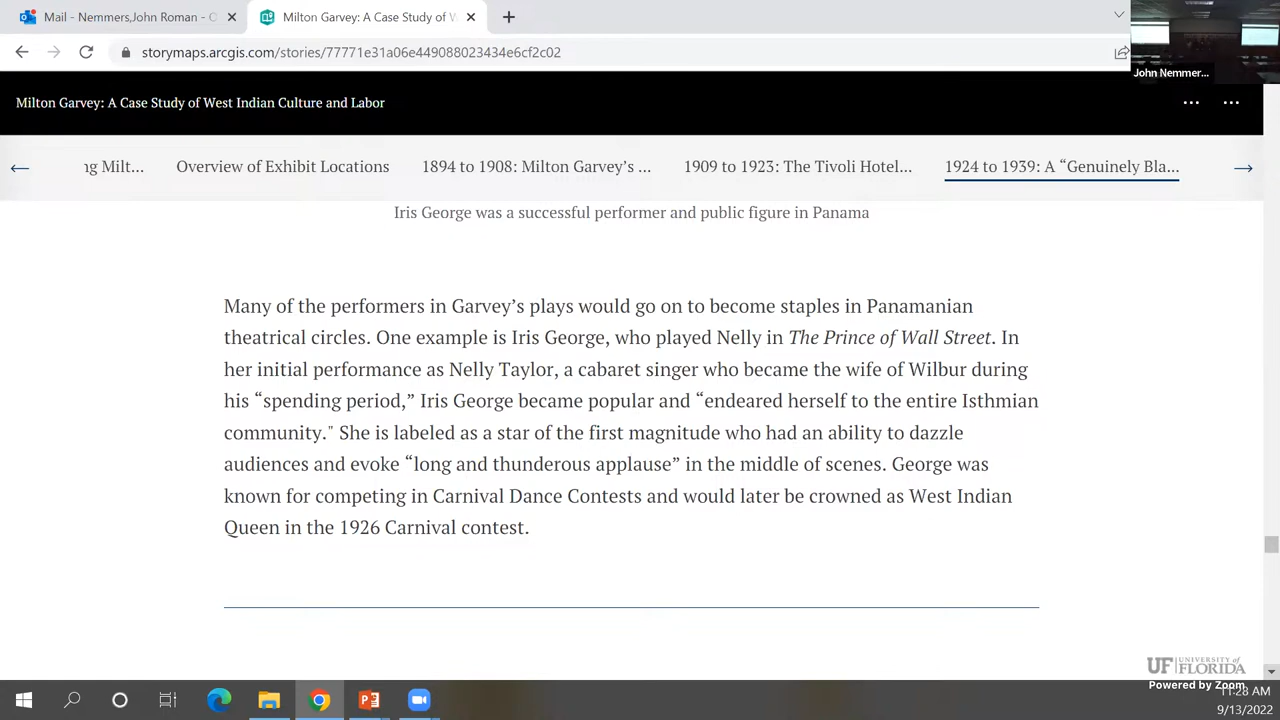 Mail - Nemmers,John Roman - O
Milton Garvey: A Case Study of W
storymaps.arcgis.com/stories/77771e31a06e449088023434e6cf2c02
John Nemmer...
Milton Garvey: A Case Study of West Indian Culture and Labor
ng Milt...
Overview of Exhibit Locations
1894 to 1908: Milton Garvey’s ...
1909 to 1923: The Tivoli Hotel...
1924 to 1939: A “Genuinely Bla...
Iris George was a successful performer and public figure in Panama
Many of the performers in Garvey’s plays would go on to become staples in Panamanian
theatrical circles. One example is Iris George, who played Nelly in The Prince of Wall Street. In
her initial performance as Nelly Taylor, a cabaret singer who became the wife of Wilbur during
his “spending period,” Iris George became popular and “endeared herself to the entire Isthmian
community." She is labeled as a star of the first magnitude who had an ability to dazzle
audiences and evoke “long and thunderous applause” in the middle of scenes. George was
known for competing in Carnival Dance Contests and would later be crowned as West Indian
Queen in the 1926 Carnival contest.
UF UNIVERSITY of
FLORIDA
Powered by Zoom
11:28 AM
9/13/2022